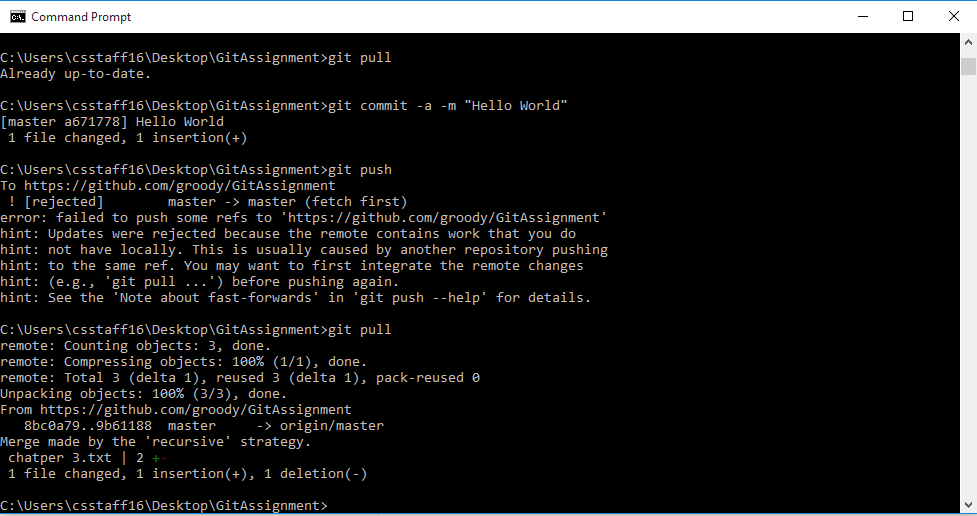 Command Prompt
C:\Users\csstaff16\Desktop\GitAssignment>git pull
Already up-to-date.
C:\Users\csstaff16\Desktop\GitAssignment>git commit -a -m "Hello World"
[master a671778] Hello World
 1 file changed, 1 insertion(+)
C:\Users\csstaff16\Desktop\GitAssignment>git push
To https://github.com/groody/GitAssignment
 ! [rejected]        master -> master (fetch first)
error: failed to push some refs to 'https://github.com/groody/GitAssignment'
hint: Updates were rejected because the remote contains work that you do
hint: not have locally. This is usually caused by another repository pushing
hint: to the same ref. You may want to first integrate the remote changes
hint: (e.g., 'git pull ...') before pushing again.
hint: See the 'Note about fast-forwards' in 'git push --help' for details.
C:\Users\csstaff16\Desktop\GitAssignment>git pull
remote: Counting objects: 3, done.
remote: Compressing objects: 100% (1/1), done.
remote: Total 3 (delta 1), reused 3 (delta 1), pack-reused 0
Unpacking objects: 100% (3/3), done.
From https://github.com/groody/GitAssignment
   8bc0a79..9b61188  master     -> origin/master
Merge made by the 'recursive' strategy.
 chatper 3.txt | 2 +-
 1 file changed, 1 insertion(+), 1 deletion(-)
C:\Users\csstaff16\Desktop\GitAssignment>